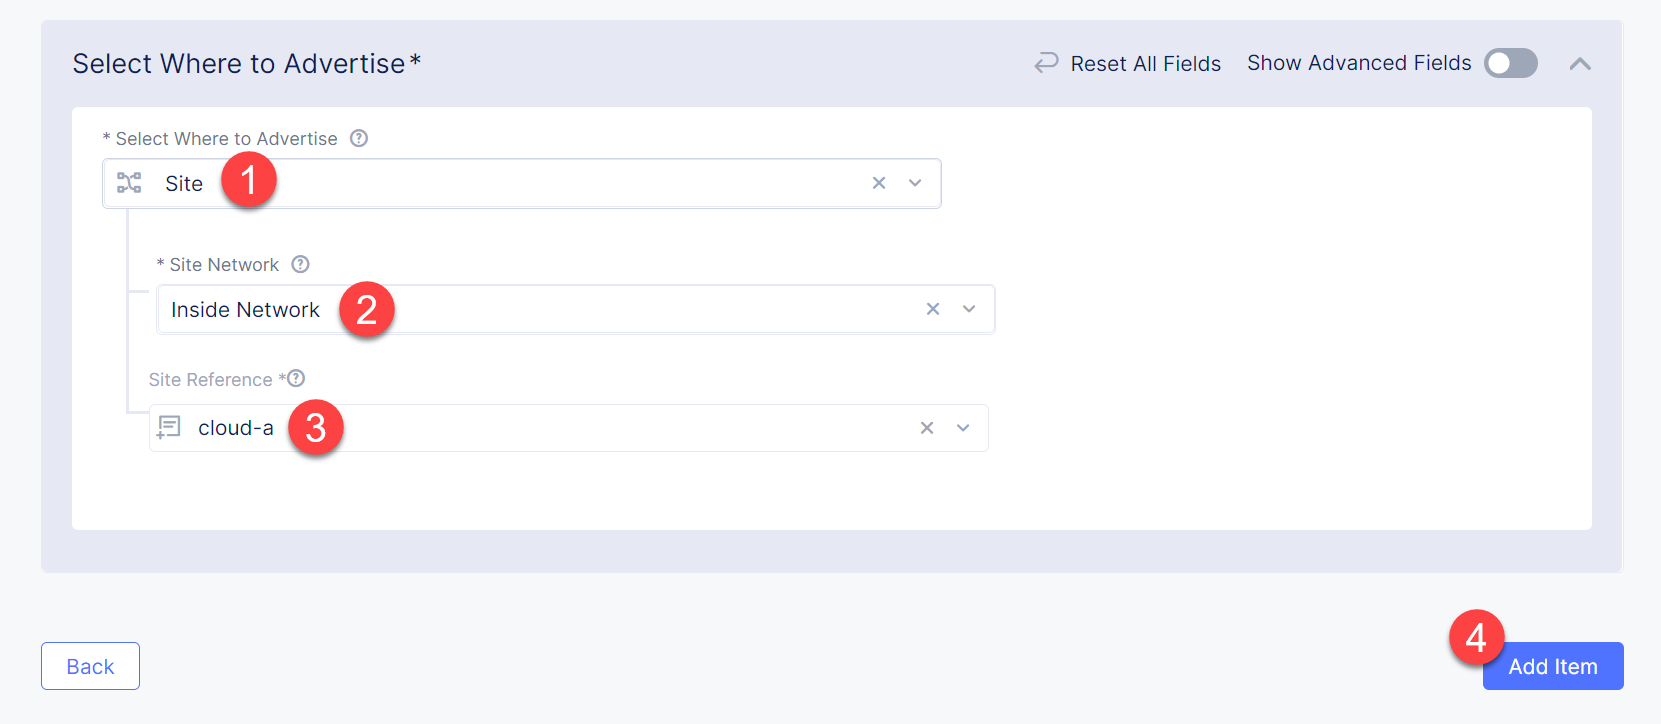 Select Where to Advertise*
Reset All Fields
Show Advanced Fields
* Select Where to Advertise ?
Site 1
* Site Network ?
Inside Network 2
Site Reference * ?
cloud-a 3
4
Back
Add Item